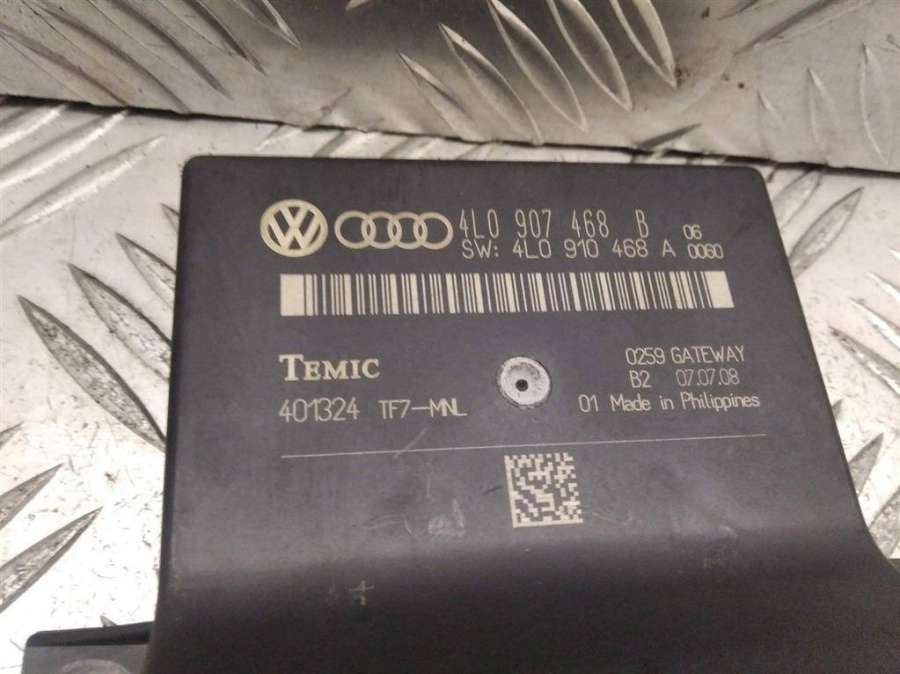 VW 4L0 907 468 B 06
SW: 4L0 910 468 A 0060
TEMIC
0259 GATEWAY
B2 07.07.08
401324 TF7-MNL
01 Made in Philippines